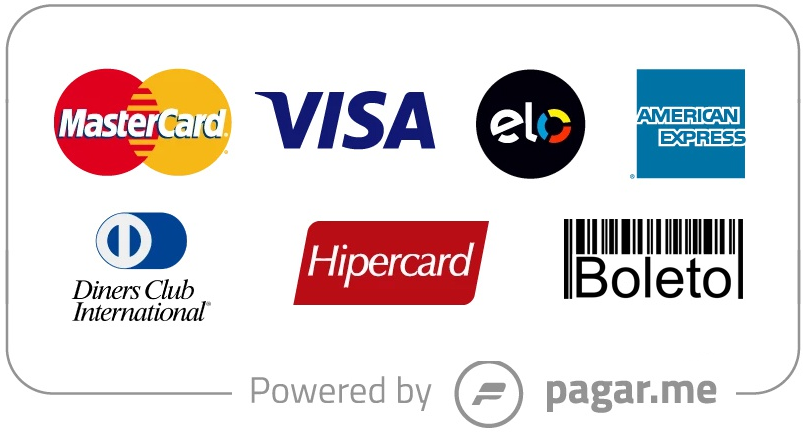 MasterCard
VISA
elo
AMERICAN
EXPRESS
Diners Club
International®
Hipercard
Boleto
Powered by pagar.me